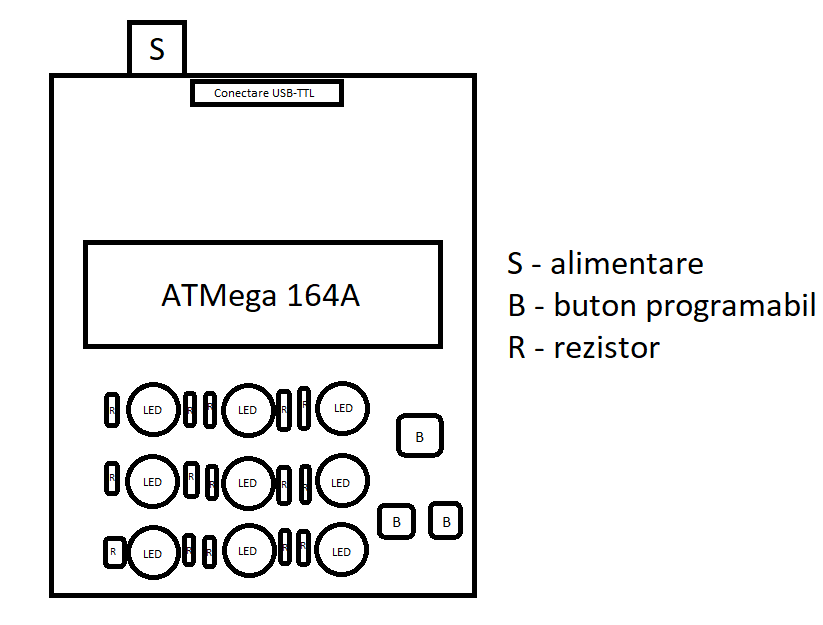 S
Conectare USB-TTL
ATMega 164A
S - alimentare
B - buton programabil
R - rezistor
R LED R R LED R R LED
B
R LED R R LED R R LED
B B
R LED R R LED R R LED